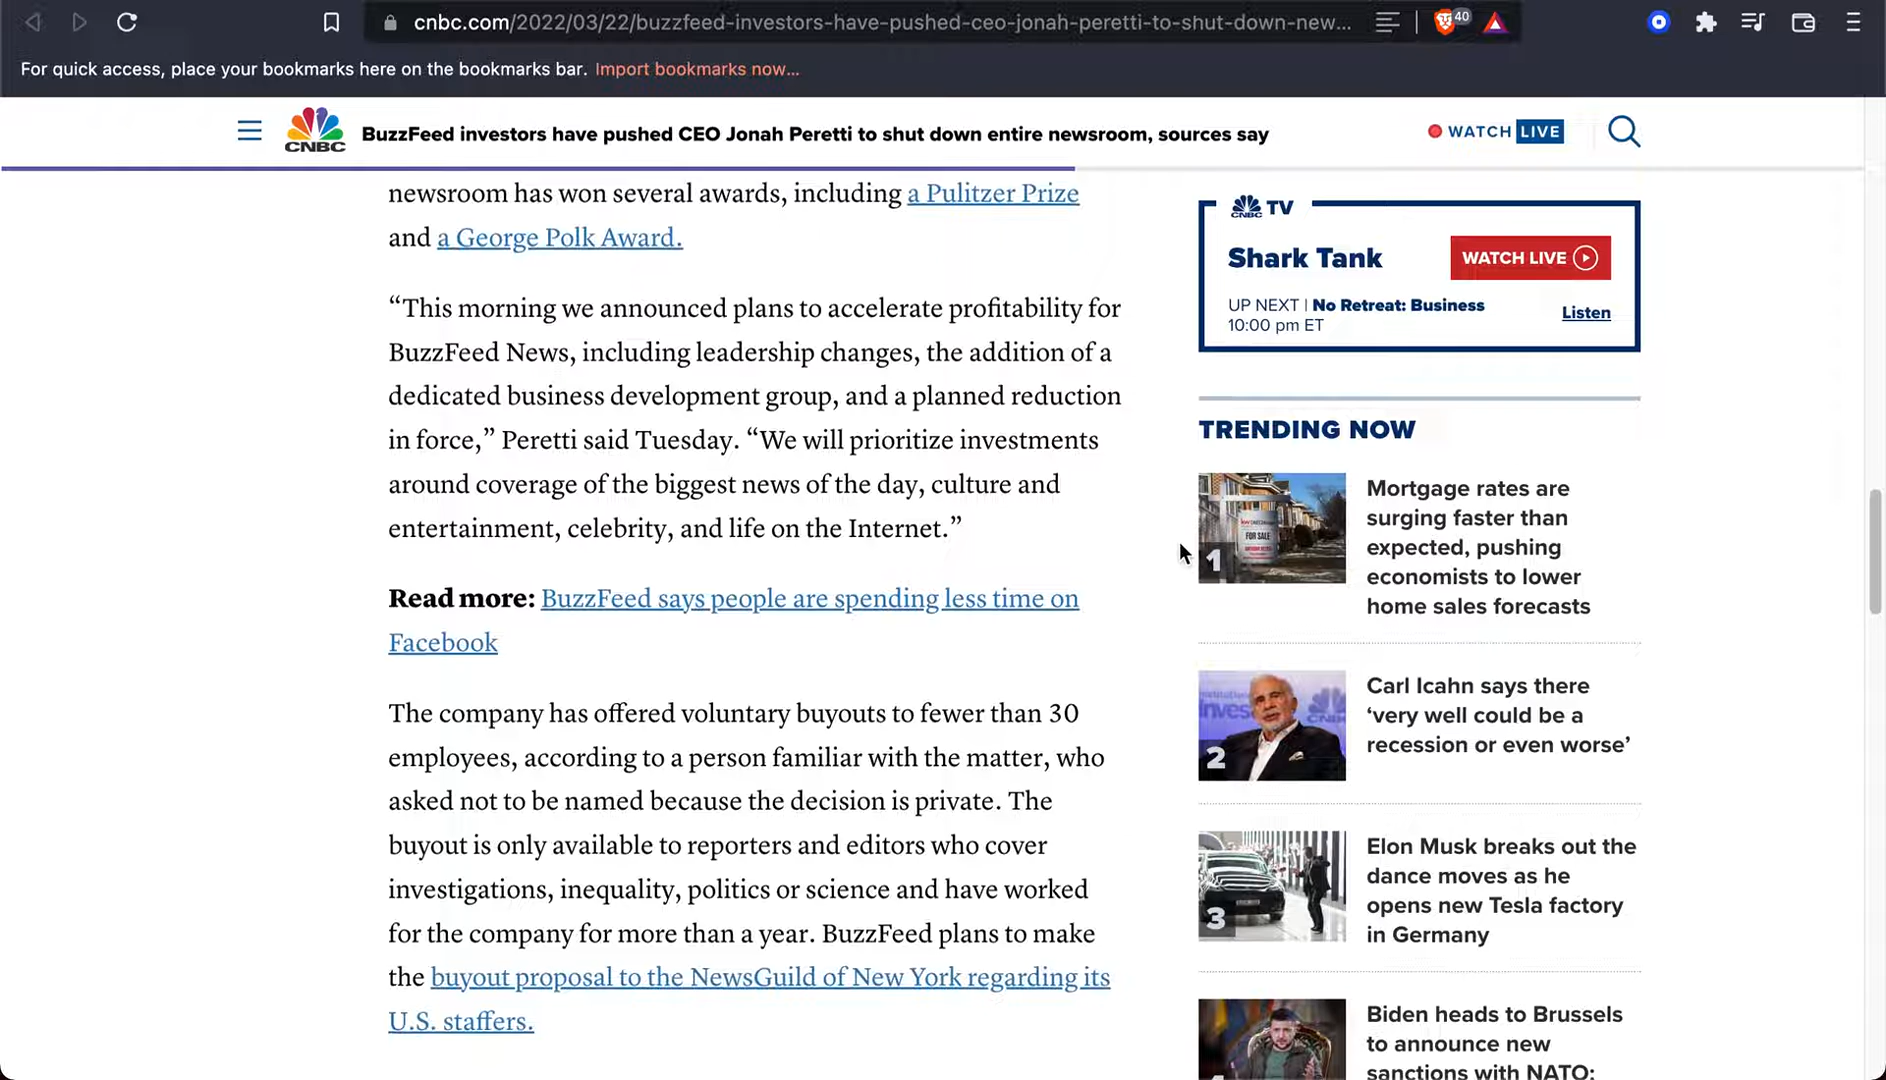 cnbc.com/2022/03/22/buzzfeed-investors-have-pushed-ceo-jonah-peretti-to-shut-down-new...
40
For quick access, place your bookmarks here on the bookmarks bar. Import bookmarks now...
CNBC
BuzzFeed investors have pushed CEO Jonah Peretti to shut down entire newsroom, sources say
WATCH LIVE
newsroom has won several awards, including a Pulitzer Prize
and a George Polk Award.
“This morning we announced plans to accelerate profitability for
BuzzFeed News, including leadership changes, the addition of a
dedicated business development group, and a planned reduction
in force,” Peretti said Tuesday. “We will prioritize investments
around coverage of the biggest news of the day, culture and
entertainment, celebrity, and life on the Internet.”
Read more: BuzzFeed says people are spending less time on
Facebook
The company has offered voluntary buyouts to fewer than 30
employees, according to a person familiar with the matter, who
asked not to be named because the decision is private. The
buyout is only available to reporters and editors who cover
investigations, inequality, politics or science and have worked
for the company for more than a year. BuzzFeed plans to make
the buyout proposal to the NewsGuild of New York regarding its
U.S. staffers.
CNBC TV
Shark Tank
WATCH LIVE
UP NEXT | No Retreat: Business
10:00 pm ET
Listen
TRENDING NOW
FOR SALE
1
Mortgage rates are
surging faster than
expected, pushing
economists to lower
home sales forecasts
2
Carl Icahn says there
‘very well could be a
recession or even worse’
3
Elon Musk breaks out the
dance moves as he
opens new Tesla factory
in Germany
Biden heads to Brussels
to announce new
sanctions with NATO: